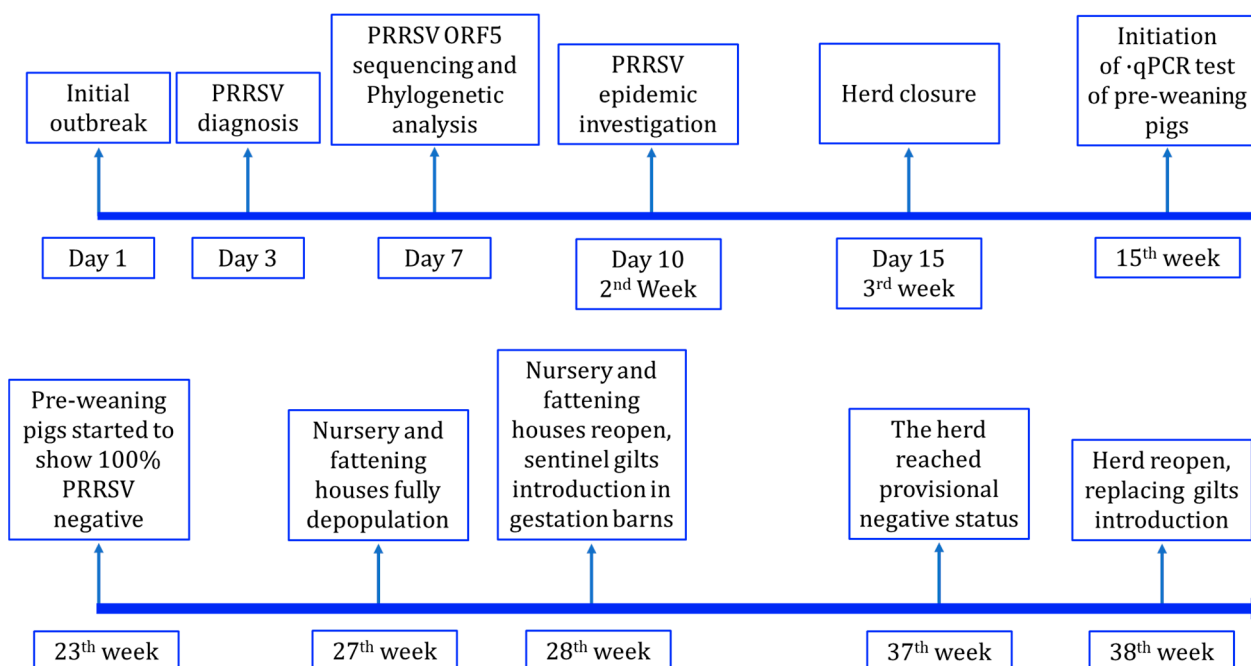 Initial
outbreak
PRRSV
diagnosis
PRRSV ORF5
sequencing and
Phylogenetic
analysis
PRRSV
epidemic
investigation
Herd closure
Initiation
of ·qPCR test
of pre-weaning
pigs
Day 1
Day 3
Day 7
Day 10
2nd Week
Day 15
3rd week
15th week
Pre-weaning
pigs started to
show 100%
PRRSV
negative
Nursery and
fattening
houses fully
depopulation
Nursery and
fattening
houses reopen,
sentinel gilts
introduction in
gestation barns
The herd
reached
provisional
negative status
Herd reopen,
replacing gilts
introduction
23th week
27th week
28th week
37th week
38th week